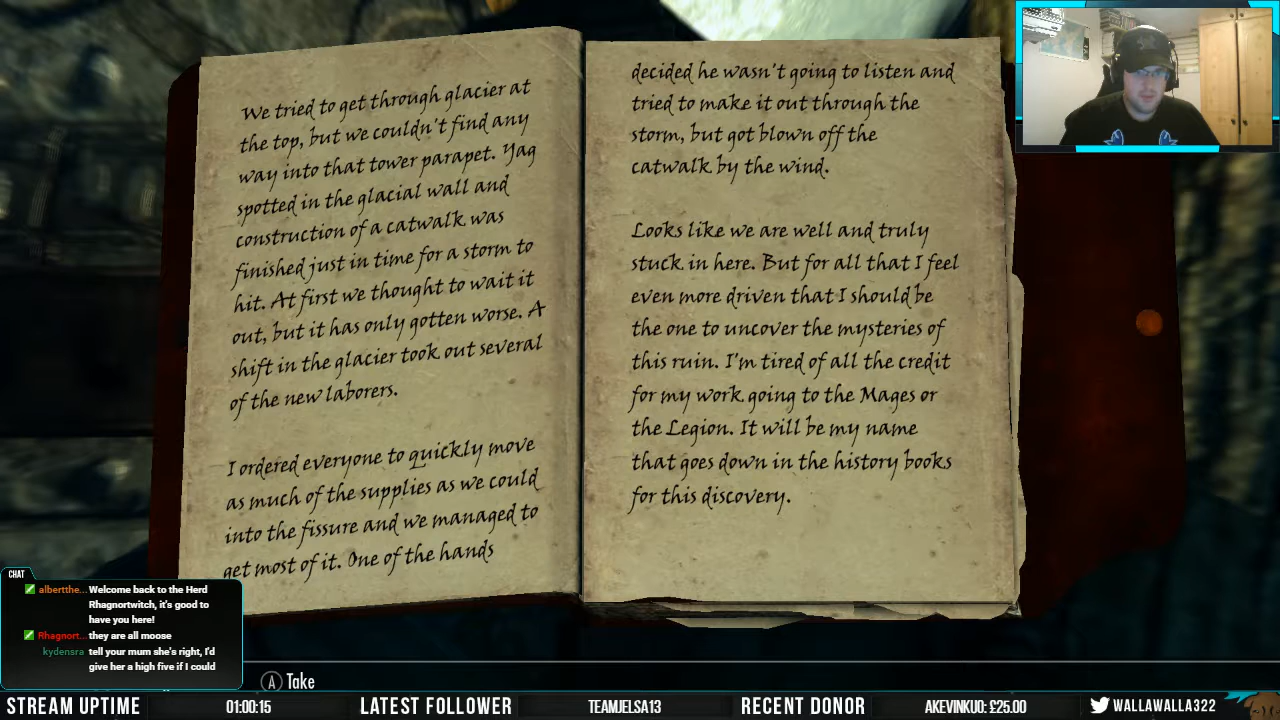 We tried to get through glacier at
the top, but we couldn't find any
way into that tower parapet. Yag
spotted in the glacial wall and
construction of a catwalk was
finished just in time for a storm to
hit. At first we thought to wait it
out, but it has only gotten worse. A
shift in the glacier took out several
of the new laborers.
I ordered everyone to quickly move
as much of the supplies as we could
into the fissure and we managed to
get most of it. One of the hands
decided he wasn't going to listen and
tried to make it out through the
storm, but got blown off the
catwalk by the wind.
Looks like we are well and truly
stuck in here. But for all that I feel
even more driven that I should be
the one to uncover the mysteries of
this ruin. I'm tired of all the credit
for my work going to the Mages or
the Legion. It will be my name
that goes down in the history books
for this discovery.
CHAT
albertthe... Welcome back to the Herd
Rhagnortwitch, it's good to
have you here!
Rhagnort... they are all moose
kydensra tell your mum she's right, I'd
give her a high five if I could
A Take
STREAM UPTIME 01:00:15 LATEST FOLLOWER TEAMJELSA13 RECENT DONOR AKEVINKUO: £25.00 WALLAWALLA322